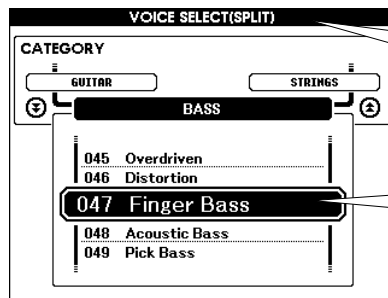 VOICE SELECT(SPLIT)
CATEGORY
GUITAR
STRINGS
BASS
045 Overdriven
046 Distortion
047 Finger Bass
048 Acoustic Bass
049 Pick Bass